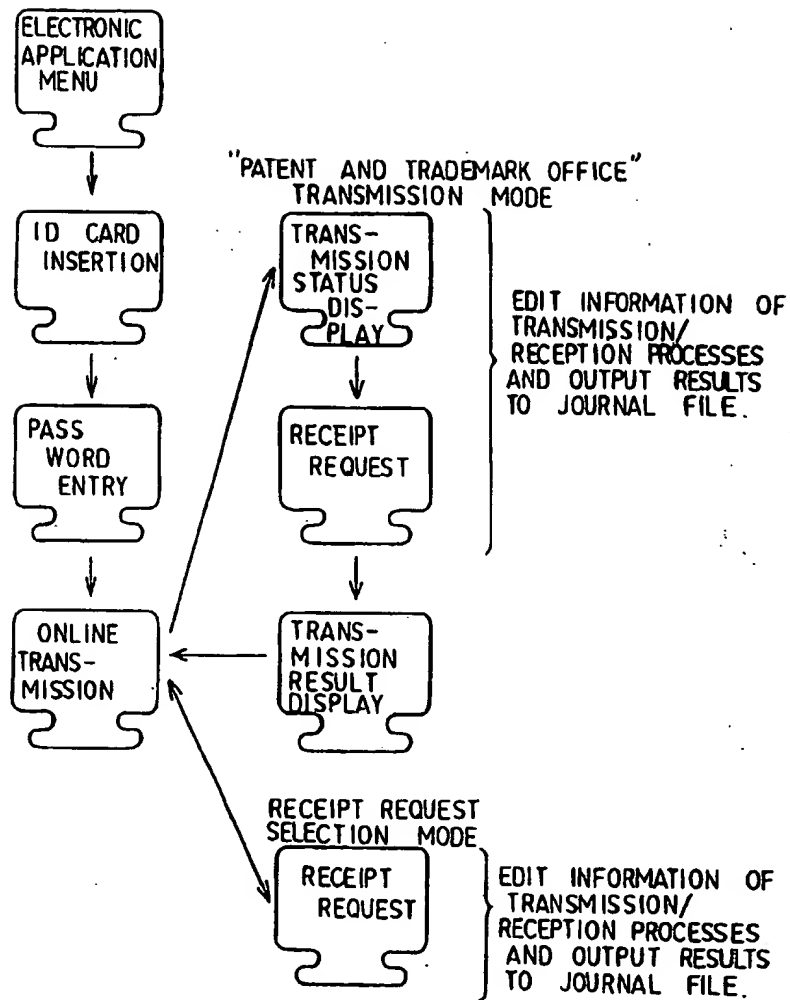 ELECTRONIC
APPLICATION
MENU
ID CARD
INSERTION
PASS
WORD
ENTRY
ONLINE
TRANS-
MISSION
"PATENT AND TRADEMARK OFFICE"
TRANSMISSION MODE
TRANS-
MISSION
STATUS
DIS-
PLAY
RECEIPT
REQUEST
EDIT INFORMATION OF
TRANSMISSION/
RECEPTION PROCESSES
AND OUTPUT RESULTS
TO JOURNAL FILE.
TRANS-
MISSION
RESULT
DISPLAY
RECEIPT REQUEST
SELECTION MODE
RECEIPT
REQUEST
EDIT INFORMATION OF
TRANSMISSION/
RECEPTION PROCESSES
AND OUTPUT RESULTS
TO JOURNAL FILE.